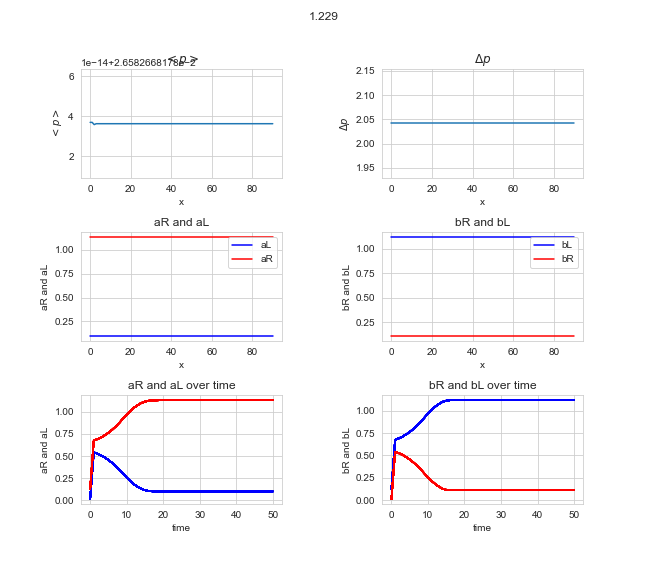 1.229
< p >
1e−14+2.6582668178e−2
6
4
2
< p >
0
20
40
60
80
x
Δp
2.15
2.10
2.05
2.00
1.95
Δp
0
20
40
60
80
x
aR and aL
1.00
0.75
0.50
0.25
aR and aL
aL
aR
0
20
40
60
80
x
bR and bL
1.00
0.75
0.50
0.25
bR and bL
bL
bR
0
20
40
60
80
x
aR and aL over time
1.00
0.75
0.50
0.25
0.00
aR and aL
0
10
20
30
40
50
time
bR and bL over time
1.00
0.75
0.50
0.25
0.00
bR and bL
0
10
20
30
40
50
time